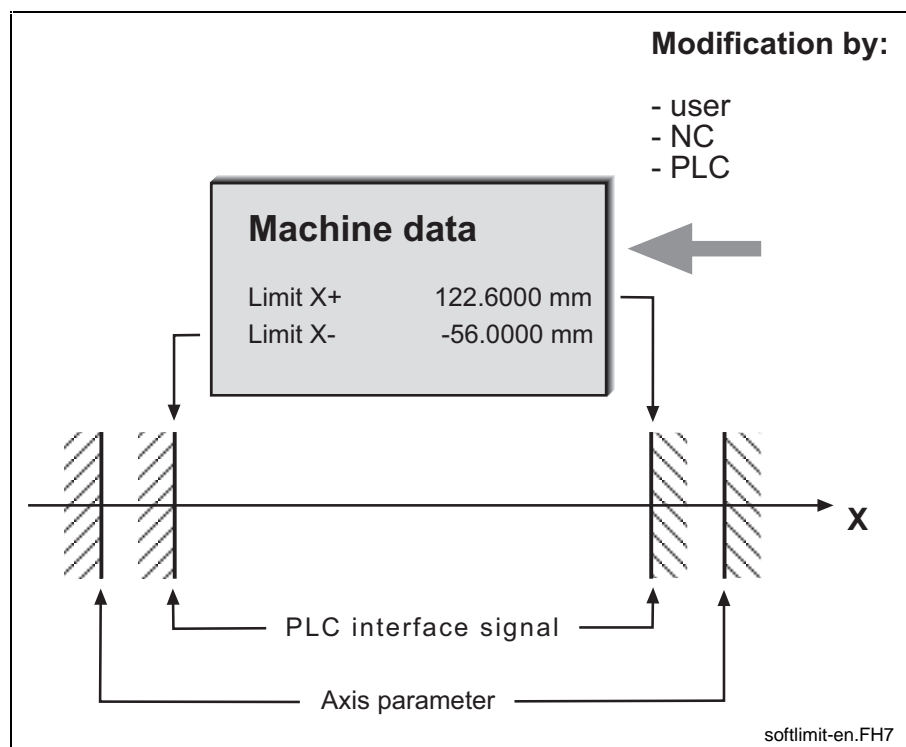 Modification by:
- user
- NC
- PLC
Machine data
Limit X+ 122.6000 mm
Limit X- -56.0000 mm
X
PLC interface signal
Axis parameter
softlimit-en.FH7